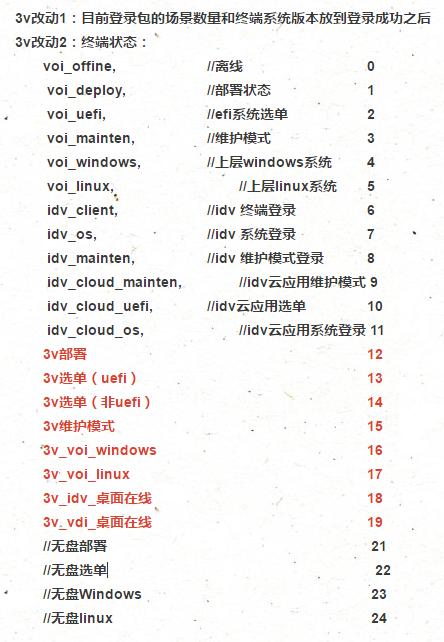 3v改动1：目前登录包的场景数量和终端系统版本放到登录成功之后
3v改动2：终端状态：
voi_offine, //离线 0
voi_deploy, //部署状态 1
voi_uefi, //efi系统选单 2
voi_mainten, //维护模式 3
voi_windows, //上层windows系统 4
voi_linux, //上层linux系统 5
idv_client, //idv 终端登录 6
idv_os, //idv 系统登录 7
idv_mainten, //idv 维护模式登录 8
idv_cloud_mainten, //idv云应用维护模式 9
idv_cloud_uefi, //idv云应用选单 10
idv_cloud_os, //idv云应用系统登录 11
3v部署 12
3v选单（uefi） 13
3v选单（非uefi） 14
3v维护模式 15
3v_voi_windows 16
3v_voi_linux 17
3v_idv_桌面在线 18
3v_vdi_桌面在线 19
//无盘部署 21
//无盘选单 22
//无盘Windows 23
//无盘linux 24